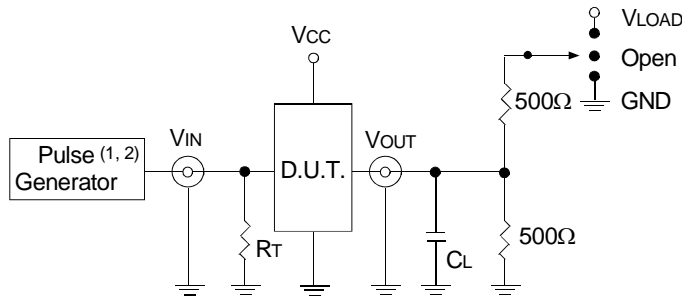 VLOAD
Open
GND
VCC
500Ω
Pulse (1, 2)
Generator
VIN
D.U.T.
VOUT
RT
CL
500Ω